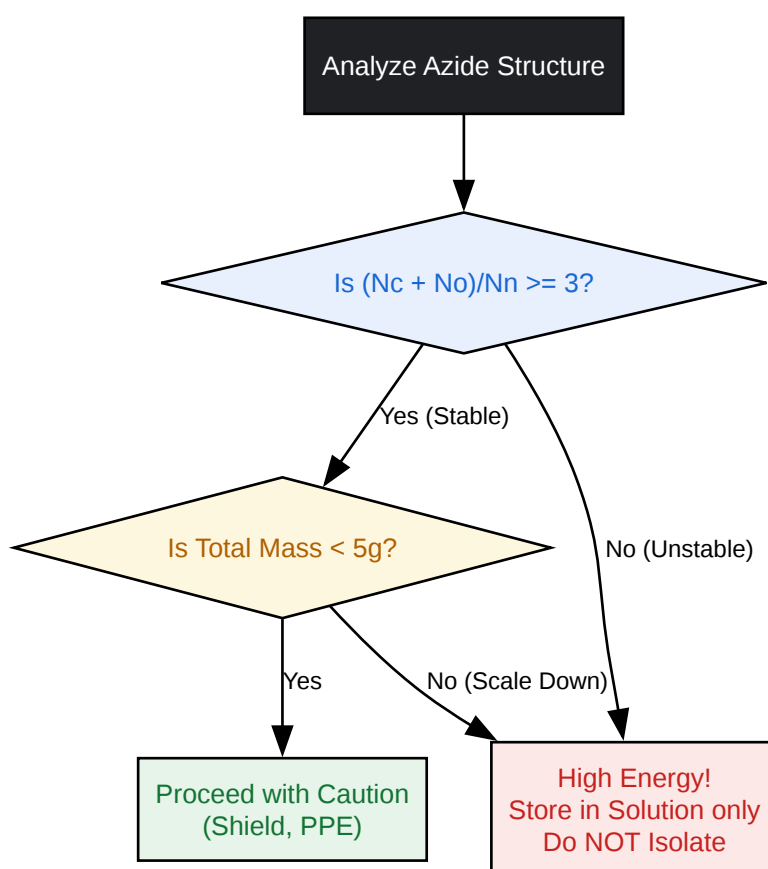 Analyze Azide Structure
Is (Nc + No)/Nn >= 3?
Yes (Stable)
Is Total Mass < 5g?
No (Unstable)
Yes
No (Scale Down)
Proceed with Caution
(Shield, PPE)
High Energy!
Store in Solution only
Do NOT Isolate